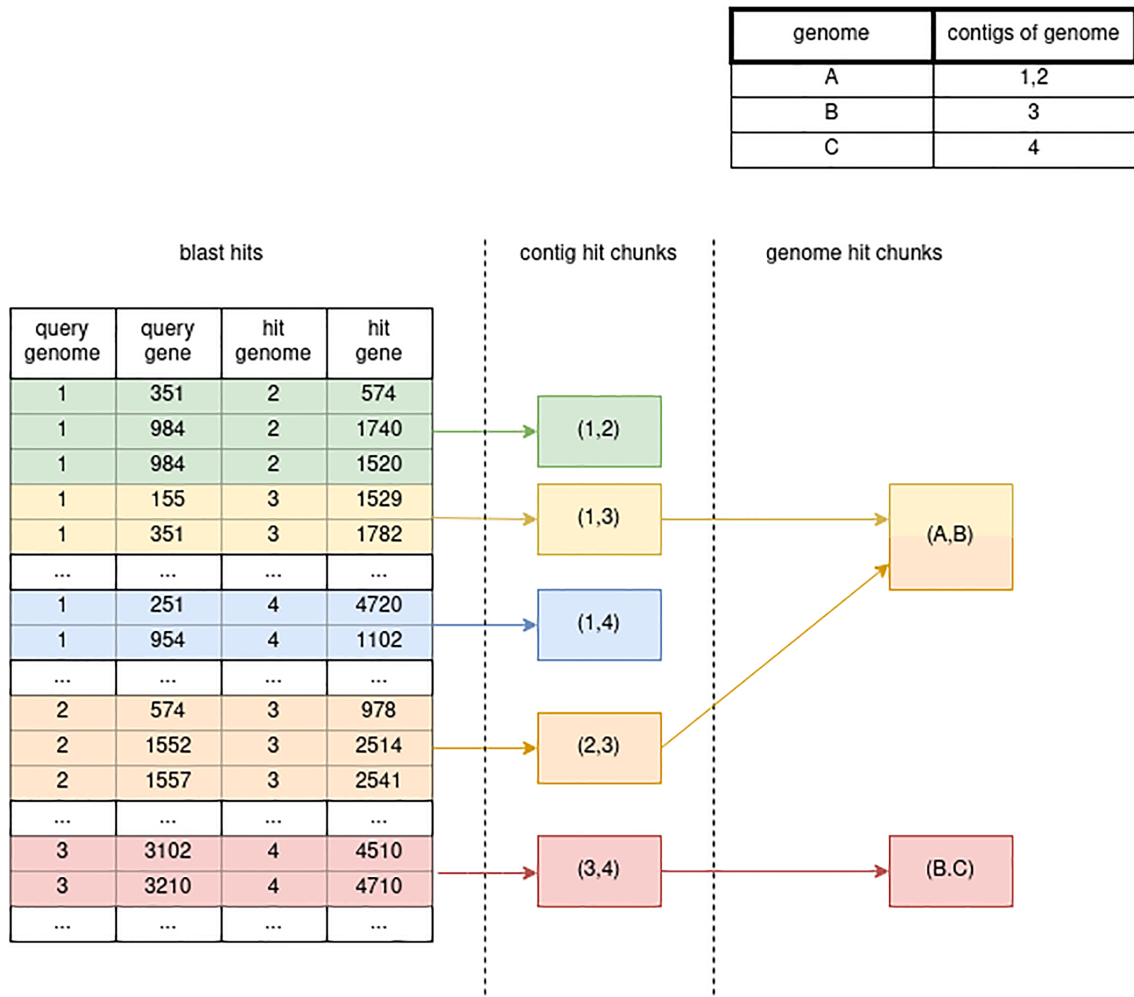 genome contigs of genome
A 1,2
B 3
C 4
blast hits contig hit chunks genome hit chunks
query genome query gene hit genome hit gene
1 351 2 574
1 984 2 1740
1 984 2 1520
1 155 3 1529
1 351 3 1782
... ... ... ...
1 251 4 4720
1 954 4 1102
... ... ... ...
2 574 3 978
2 1552 3 2514
2 1557 3 2541
... ... ... ...
3 3102 4 4510
3 3210 4 4710
... ... ... ...
(1,2)
(1,3)
(1,4)
(2,3)
(3,4)
(A,B)
(B.C)